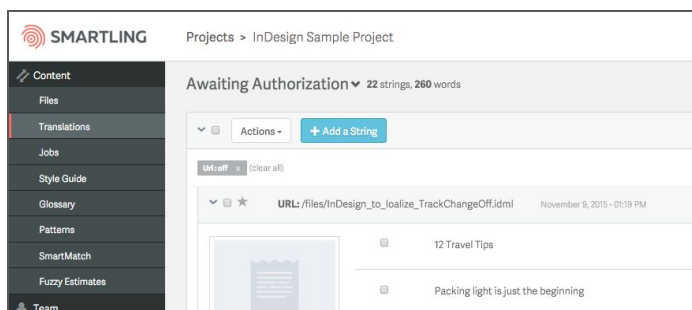 SMARTLING
Projects > InDesign Sample Project
Content
Files
Translations
Jobs
Style Guide
Glossary
Patterns
SmartMatch
Fuzzy Estimates
Team
Awaiting Authorization 22 strings, 260 words
Actions
+ Add a String
Url:off x (clear all)
URL: /files/InDesign_to_loalize_TrackChangeOff.idml November 9, 2015 - 01:19 PM
12 Travel Tips
Packing light is just the beginning